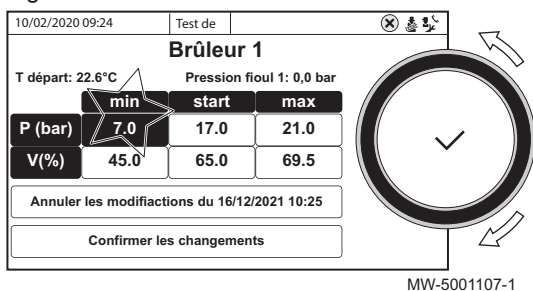 10/02/2020 09:24 Test de
Brûleur 1
T départ: 22.6°C Pression fioul 1: 0,0 bar
min start max
P (bar) 7.0 17.0 21.0
V(%) 45.0 65.0 69.5
Annuler les modifiactions du 16/12/2021 10:25
Confirmer les changements
MW-5001107-1